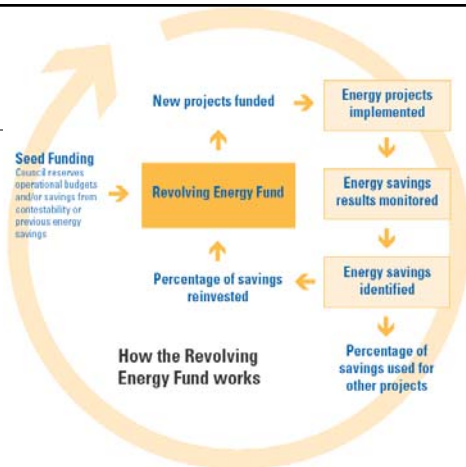 New projects funded
Energy projects
implemented
Seed Funding
Council reserves
operational budgets
and/or savings from
contestability or
previous energy
savings
Revolving Energy Fund
Energy savings
results monitored
Percentage of savings
reinvested
Energy savings
identified
How the Revolving
Energy Fund works
Percentage of
savings used for
other projects